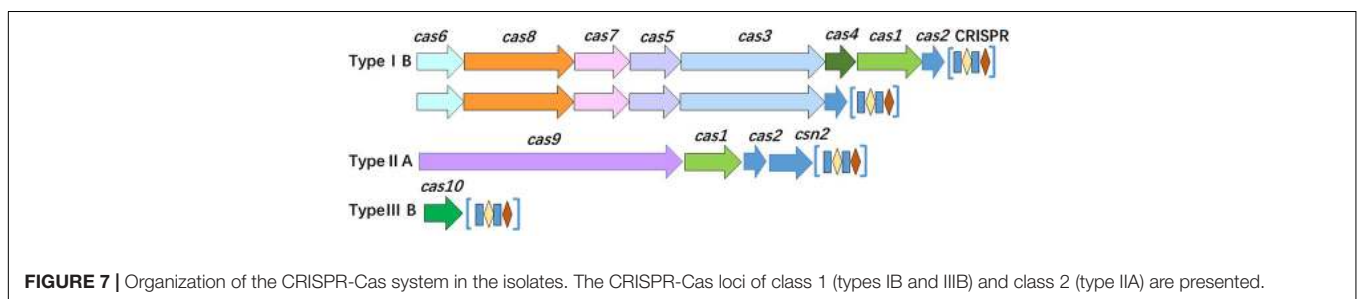 cas6 cas8 cas7 cas5 cas3 cas4 cas1 cas2 CRISPR
Type I B
cas9 cas1 cas2 csn2
Type II A
cas10
TypeIII B
FIGURE 7 | Organization of the CRISPR-Cas system in the isolates. The CRISPR-Cas loci of class 1 (types IB and IIIB) and class 2 (type IIA) are presented.